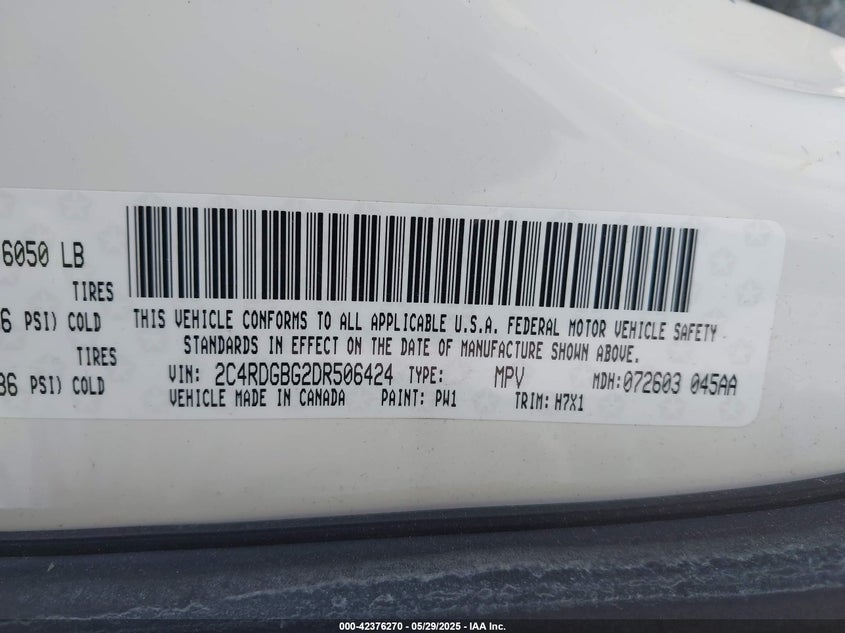 6050 LB
TIRES
6 PSI) COLD
TIRES
36 PSI) COLD
THIS VEHICLE CONFORMS TO ALL APPLICABLE U.S.A. FEDERAL MOTOR VEHICLE SAFETY
STANDARDS IN EFFECT ON THE DATE OF MANUFACTURE SHOWN ABOVE.
VIN: 2C4RDGBG2DR506424 TYPE: MPV MDH:072603 045AA
VEHICLE MADE IN CANADA PAINT: PW1 TRIM: H7X1
000-42376270 - 05/29/2025 - IAA Inc.